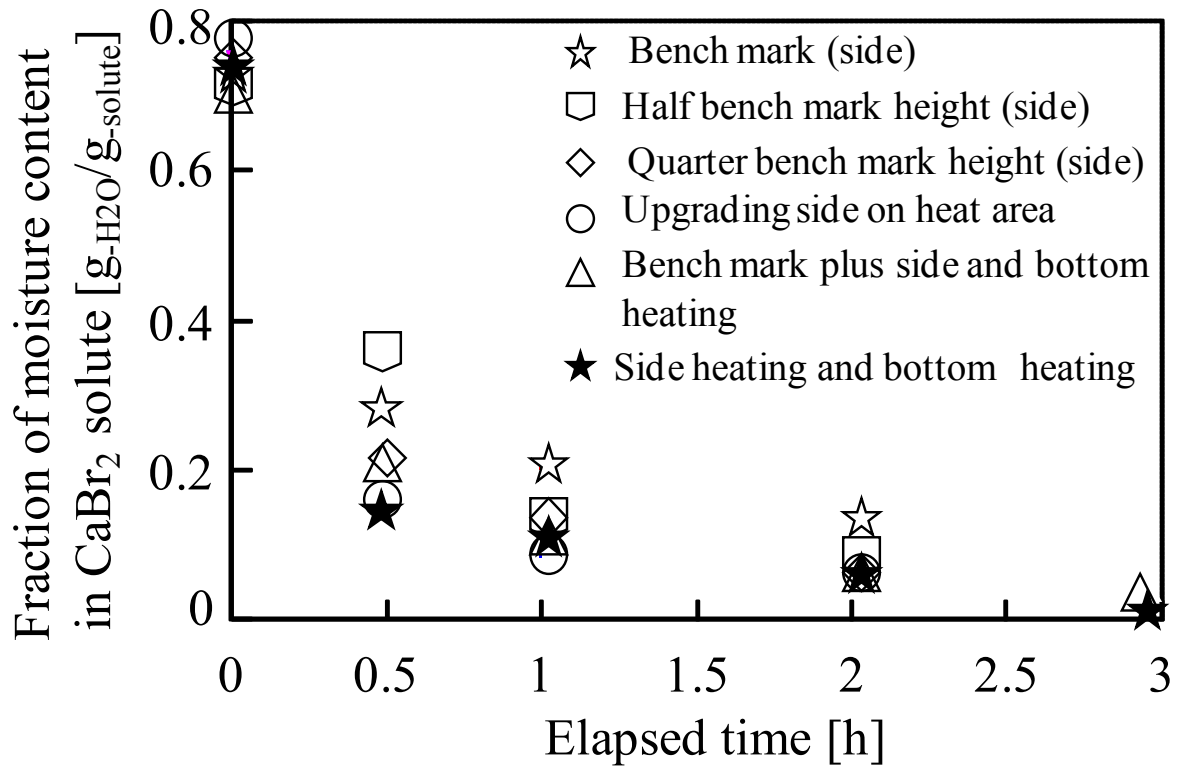 Fraction of moisture content
in CaBr2 solute [g-H2O/g-solute]
0.8
0.6
0.4
0.2
0
0 0.5 1 1.5 2 2.5 3
Elapsed time [h]
Bench mark (side)
Half bench mark height (side)
Quarter bench mark height (side)
Upgrading side on heat area
Bench mark plus side and bottom
heating
Side heating and bottom heating